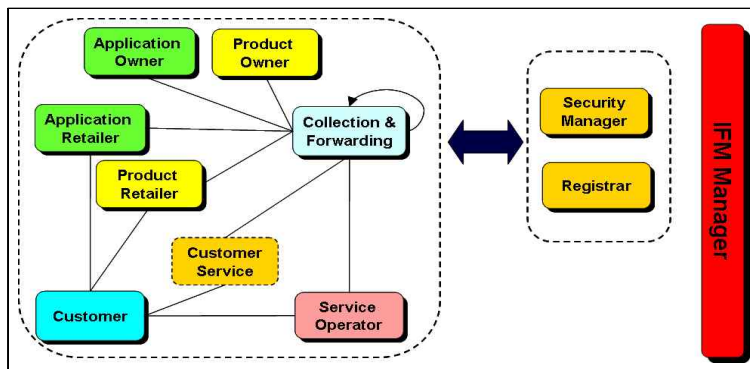 Application
Owner
Product
Owner
Application
Retailer
Collection &
Forwarding
Product
Retailer
Customer
Service
Customer
Service
Operator
Security
Manager
Registrar
IFM Manager